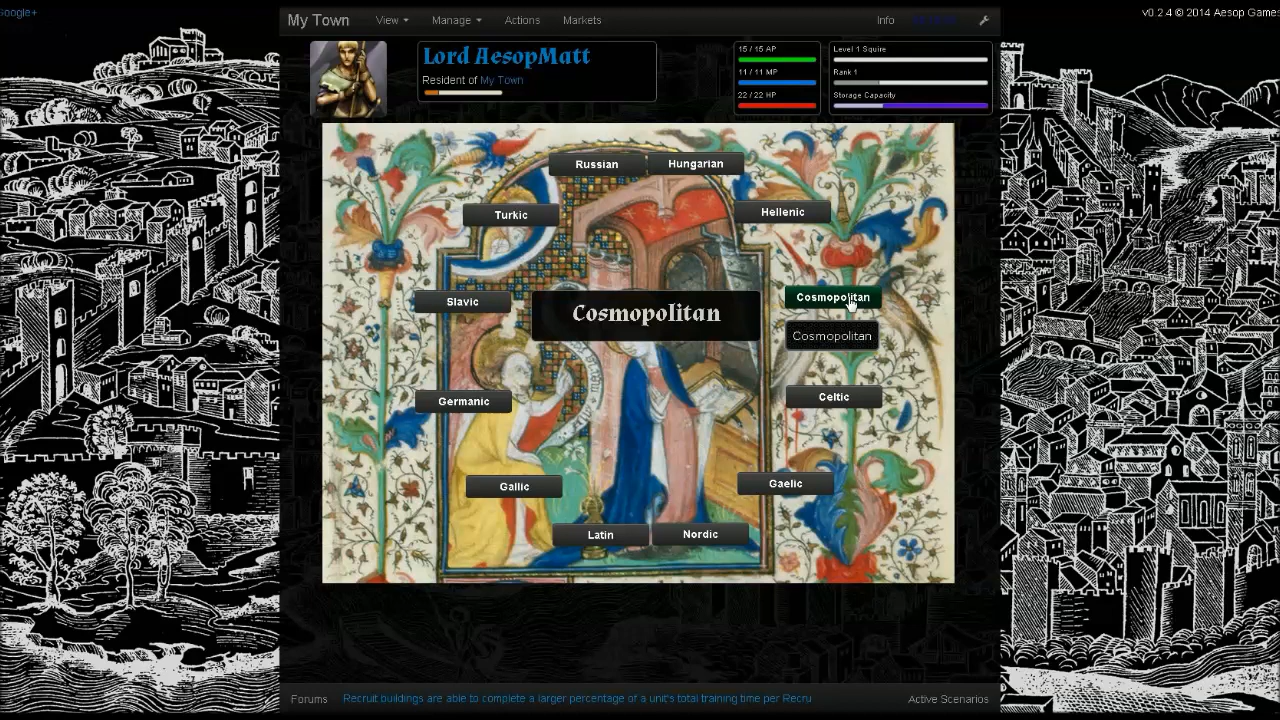 Google+
My Town View Manage Actions Markets Info
v0.2.4 © 2014 Aesop Games
Lord AesopMatt
Resident of My Town
15 / 15 AP
11 / 11 MP
22 / 22 HP
Level 1 Squire
Rank 1
Storage Capacity
Russian Hungarian
Turkic Hellenic
Slavic Cosmopolitan Cosmopolitan
Cosmopolitan
Germanic Celtic
Gallic Gaelic
Latin Nordic
Forums Recruit buildings are able to complete a larger percentage of a unit's total training time per Recru Active Scenarios